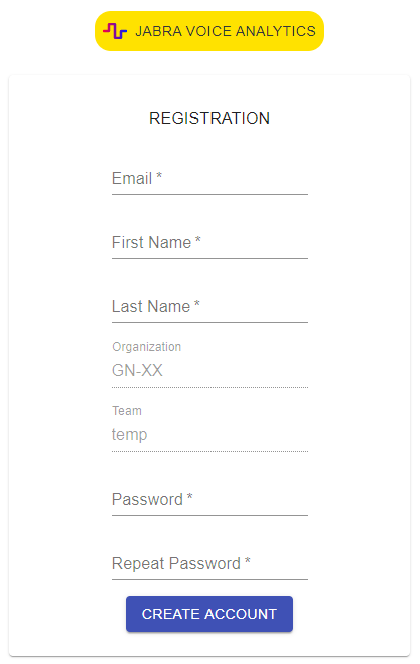 JABRA VOICE ANALYTICS
REGISTRATION
Email *
First Name *
Last Name *
Organization
GN-XX
Team
temp
Password *
Repeat Password *
CREATE ACCOUNT